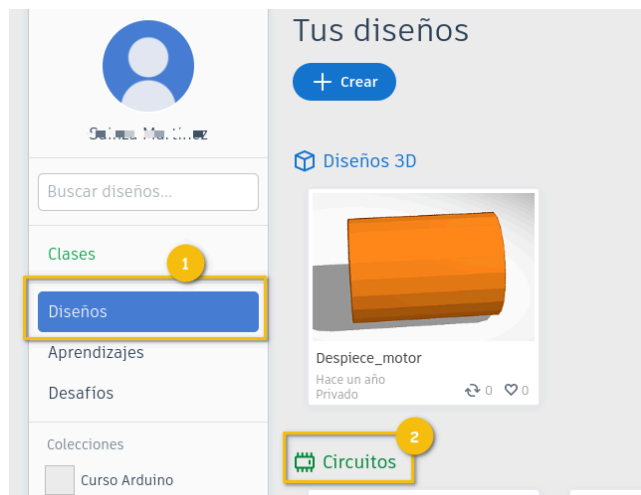 Tus diseños
+ Crear
Buscar diseños...
Diseños 3D
Clases
1
Diseños
Aprendizajes
Desafíos
Despiece_motor
Hace un año
Privado
0 0
Colecciones
Curso Arduino
2
Circuitos